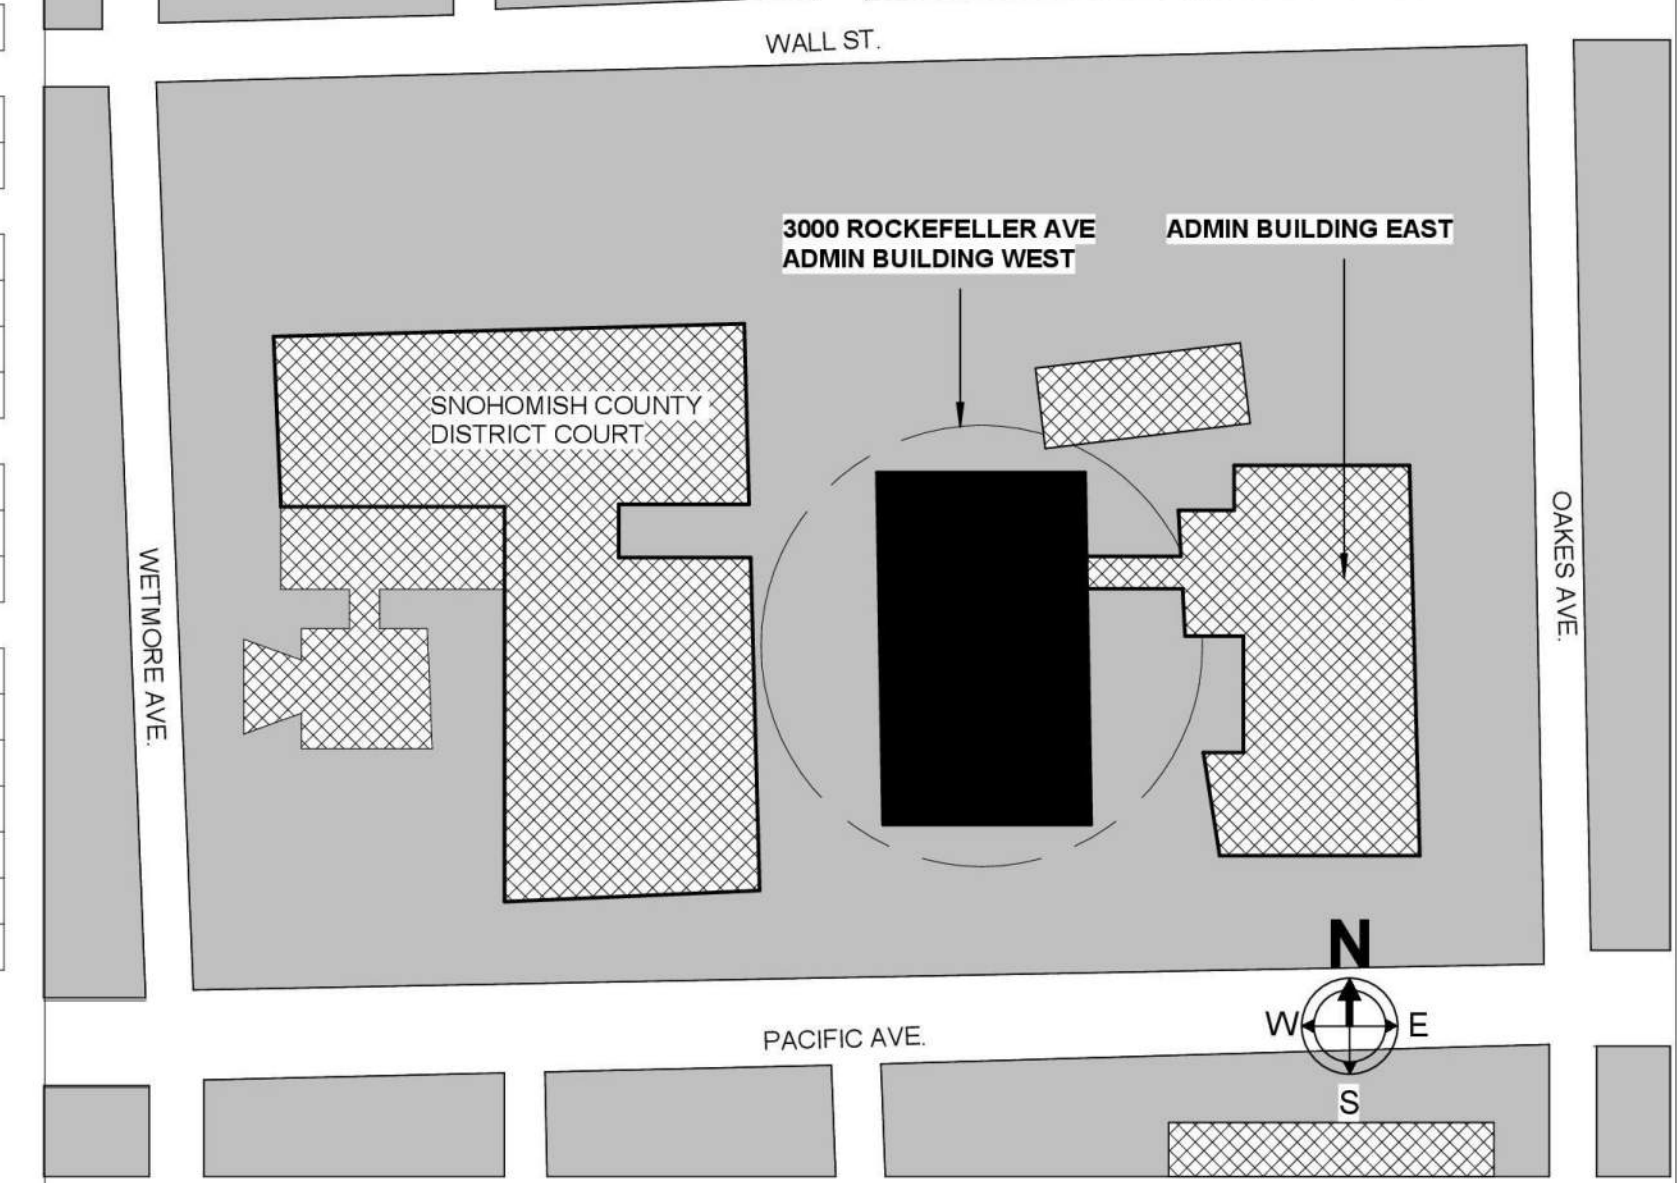 WALL ST.
3000 ROCKEFELLER AVE
ADMIN BUILDING WEST
ADMIN BUILDING EAST
SNOHOMISH COUNTY
DISTRICT COURT
WETMORE AVE.
OAKES AVE.
PACIFIC AVE.
N
W E
S